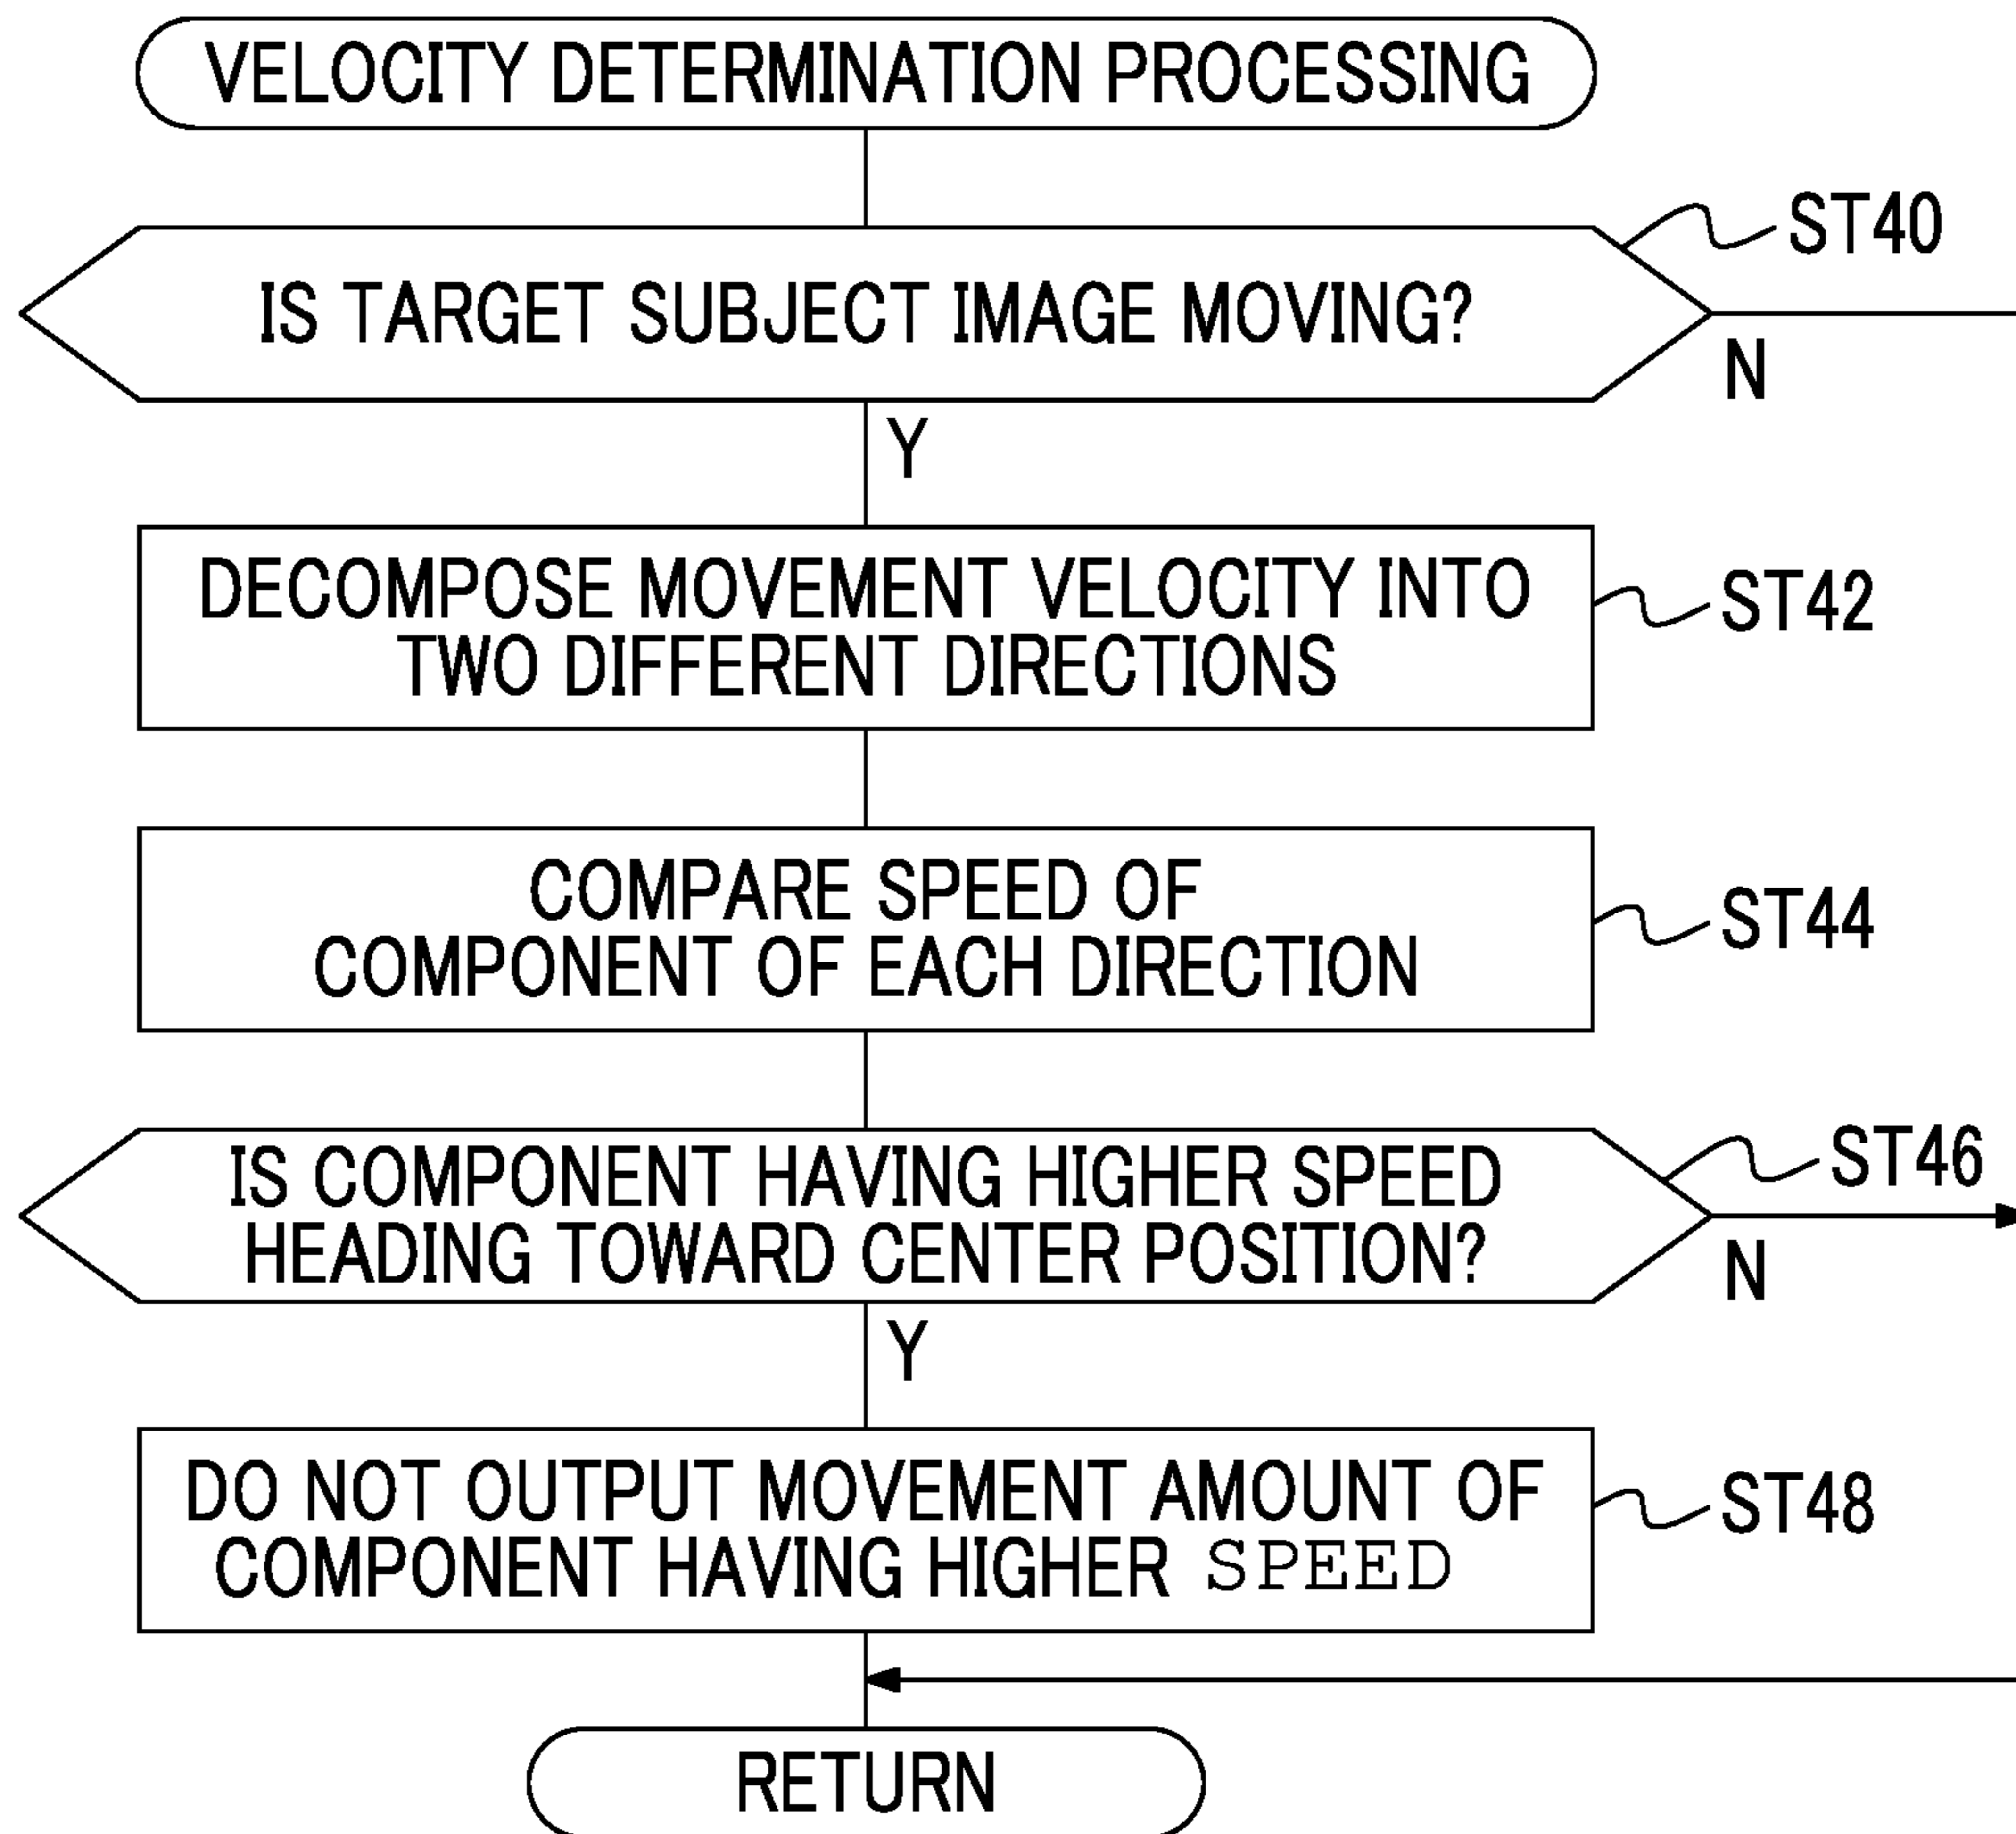 VELOCITY DETERMINATION PROCESSING
ST40
IS TARGET SUBJECT IMAGE MOVING?
N
Y
DECOMPOSE MOVEMENT VELOCITY INTO
TWO DIFFERENT DIRECTIONS
ST42
COMPARE SPEED OF
COMPONENT OF EACH DIRECTION
ST44
IS COMPONENT HAVING HIGHER SPEED
HEADING TOWARD CENTER POSITION?
ST46
N
Y
DO NOT OUTPUT MOVEMENT AMOUNT OF
COMPONENT HAVING HIGHER SPEED
ST48
RETURN